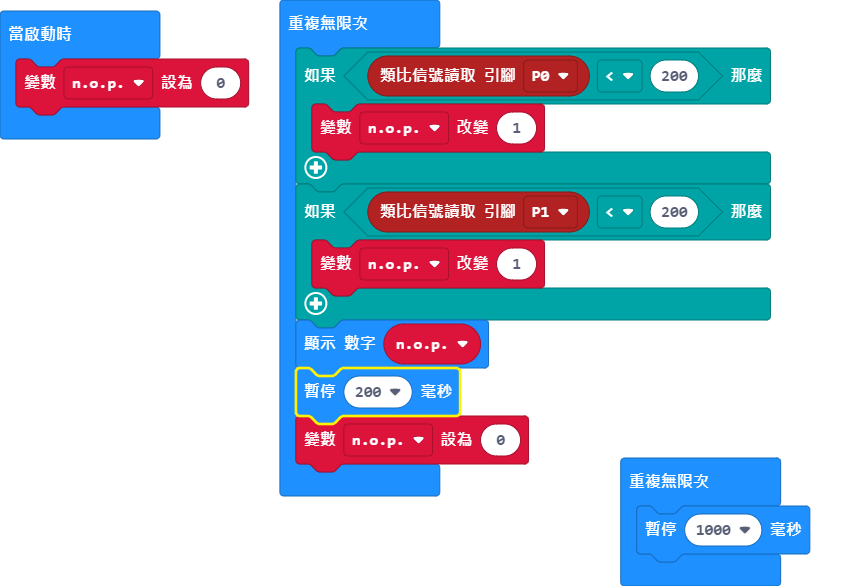 當啟動時
變數 n.o.p. 設為 0
重複無限次
如果 類比信號讀取 引腳 P0 < 200 那麼
變數 n.o.p. 改變 1
如果 類比信號讀取 引腳 P1 < 200 那麼
變數 n.o.p. 改變 1
顯示 數字 n.o.p.
暫停 200 毫秒
變數 n.o.p. 設為 0
重複無限次
暫停 1000 毫秒